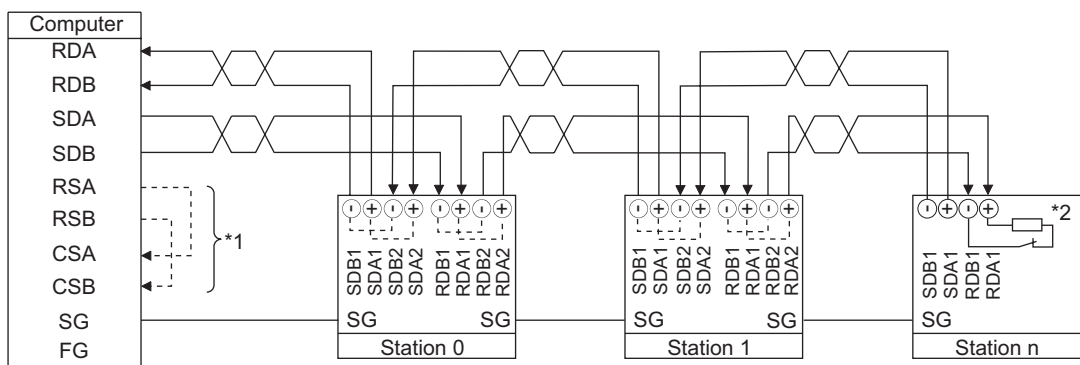 Computer
RDA
RDB
SDA
SDB
RSA
RSB
CSA
CSB
SG
FG
*1
- + - + - + - +
SDB1
SDA1
SDB2
SDA2
RDB1
RDA1
RDB2
RDA2
SG SG
Station 0
- + - + - + - +
SDB1
SDA1
SDB2
SDA2
RDB1
RDA1
RDB2
RDA2
SG SG
Station 1
- + - +
*2
SDB1
SDA1
RDB1
RDA1
SG
Station n